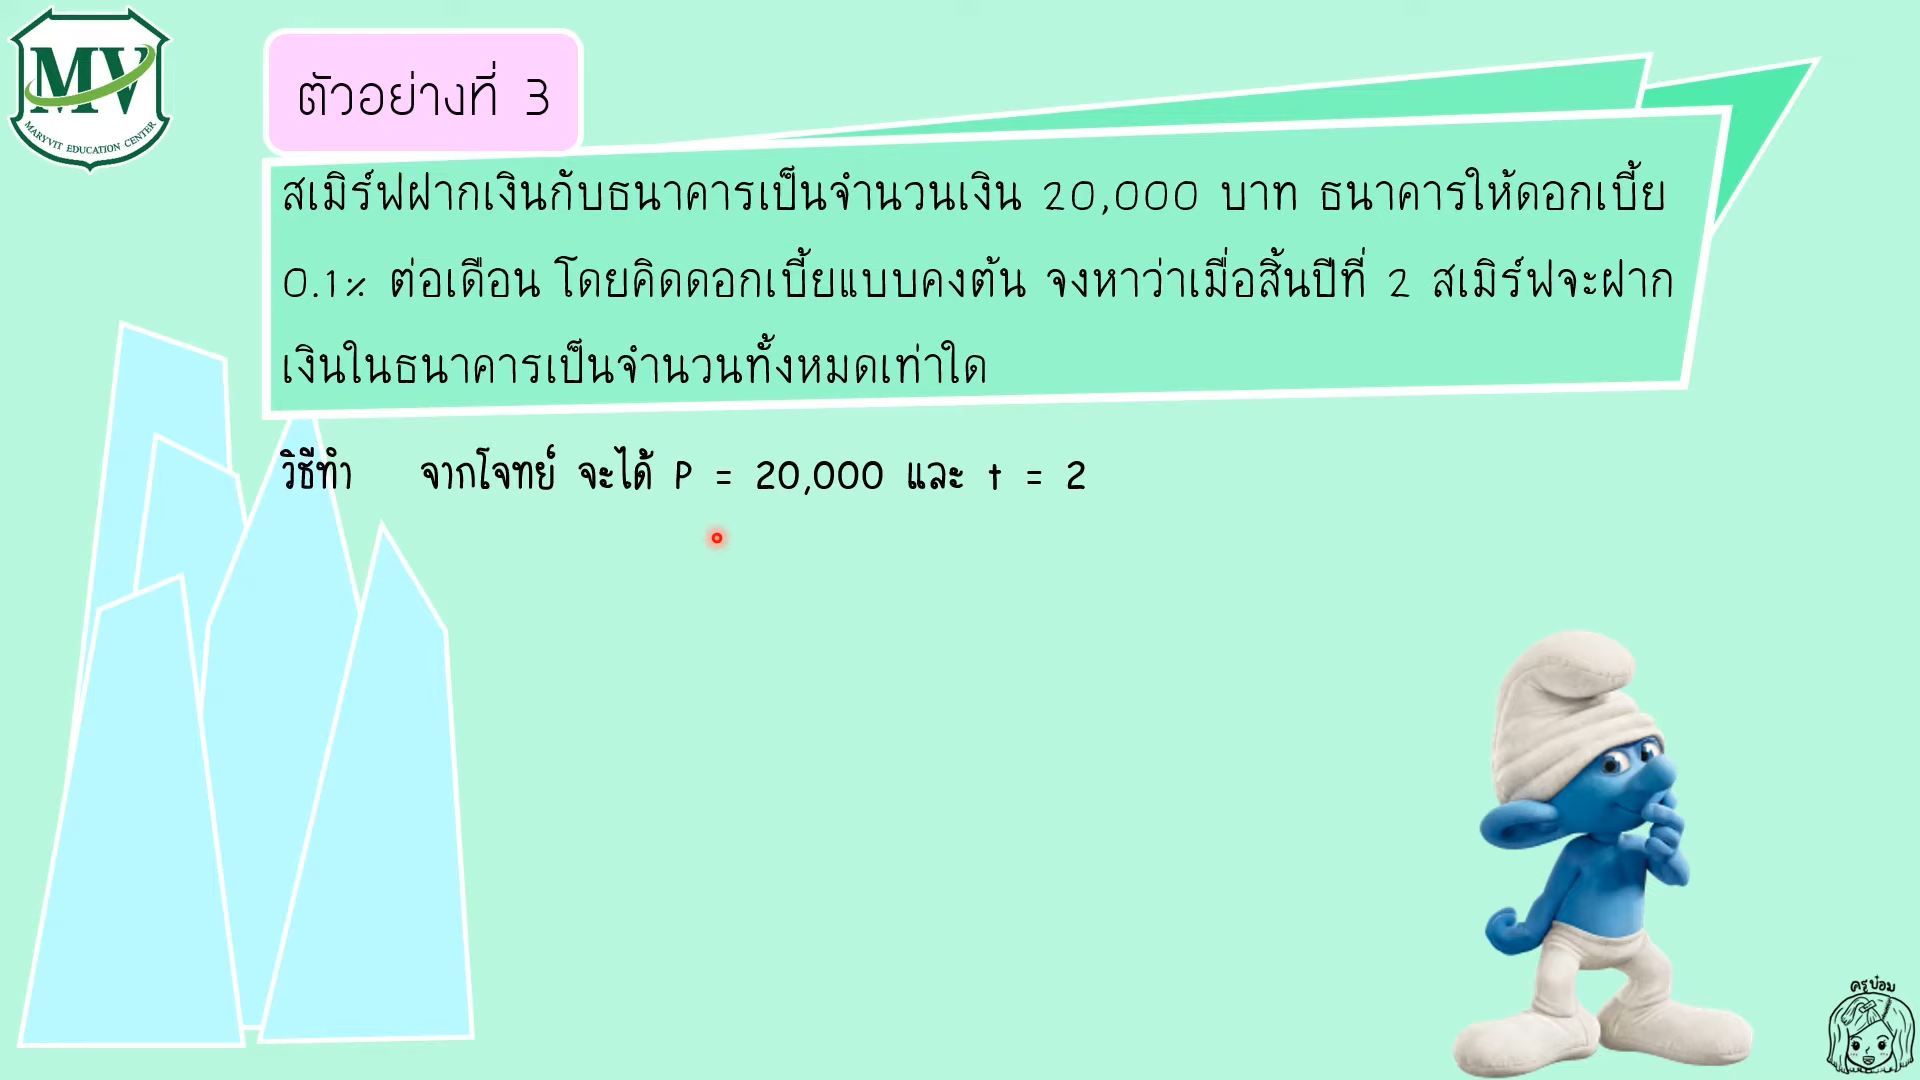 MV
MARYVIT EDUCATION CENTER
ตัวอย่างที่ 3
สเมิร์ฟฝากเงินกับธนาคารเป็นจำนวนเงิน 20,000 บาท ธนาคารให้ดอกเบี้ย
0.1% ต่อเดือน โดยคิดดอกเบี้ยแบบคงต้น จงหาว่าเมื่อสิ้นปีที่ 2 สเมิร์ฟจะฝาก
เงินในธนาคารเป็นจำนวนทั้งหมดเท่าใด
วิธีทำ จากโจทย์ จะได้ P = 20,000 และ t = 2
ครูป๋อม